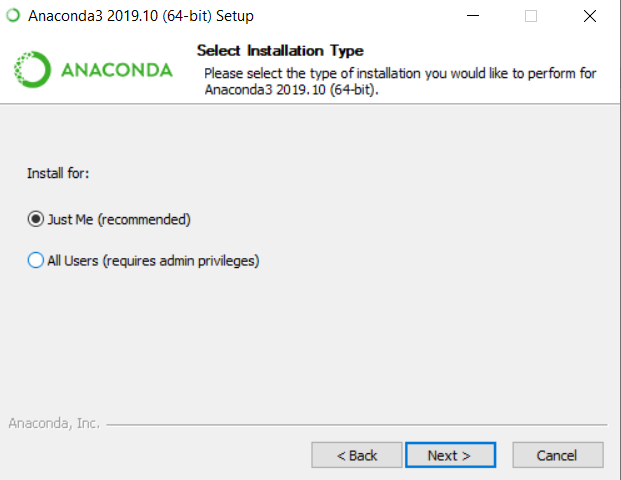 Anaconda3 2019.10 (64-bit) Setup
ANACONDA
Select Installation Type
Please select the type of installation you would like to perform for
Anaconda3 2019.10 (64-bit).
Install for:
Just Me (recommended)
All Users (requires admin privileges)
Anaconda, Inc.
< Back
Next >
Cancel